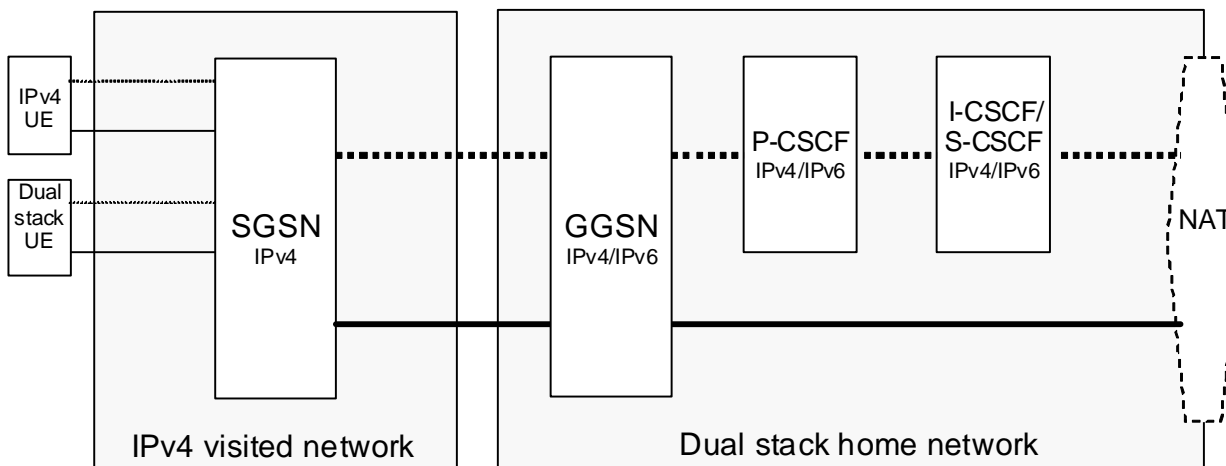 IPv4
UE
Dual
stack
UE
SGSN
IPv4
GGSN
IPv4/IPv6
P-CSCF
IPv4/IPv6
I-CSCF/
S-CSCF
IPv4/IPv6
NAT
IPv4 visited network
Dual stack home network